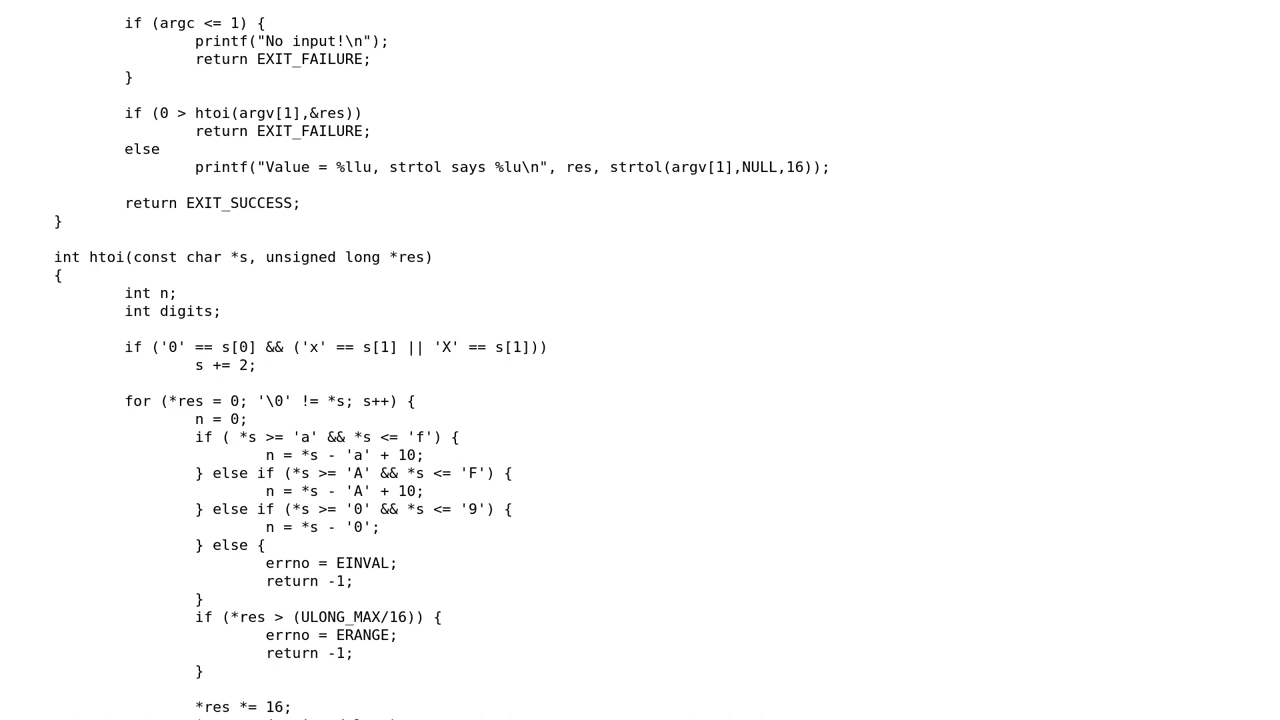 if (argc <= 1) {
printf("No input!\n");
return EXIT_FAILURE;
}
if (0 > htoi(argv[1],&res))
return EXIT_FAILURE;
else
printf("Value = %llu, strtol says %lu\n", res, strtol(argv[1],NULL,16));
return EXIT_SUCCESS;
}
int htoi(const char *s, unsigned long *res)
{
int n;
int digits;
if ('0' == s[0] && ('x' == s[1] || 'X' == s[1]))
s += 2;
for (*res = 0; '\0' != *s; s++) {
n = 0;
if ( *s >= 'a' && *s <= 'f') {
n = *s - 'a' + 10;
} else if (*s >= 'A' && *s <= 'F') {
n = *s - 'A' + 10;
} else if (*s >= '0' && *s <= '9') {
n = *s - '0';
} else {
errno = EINVAL;
return -1;
}
if (*res > (ULONG_MAX/16)) {
errno = ERANGE;
return -1;
}
*res *= 16;